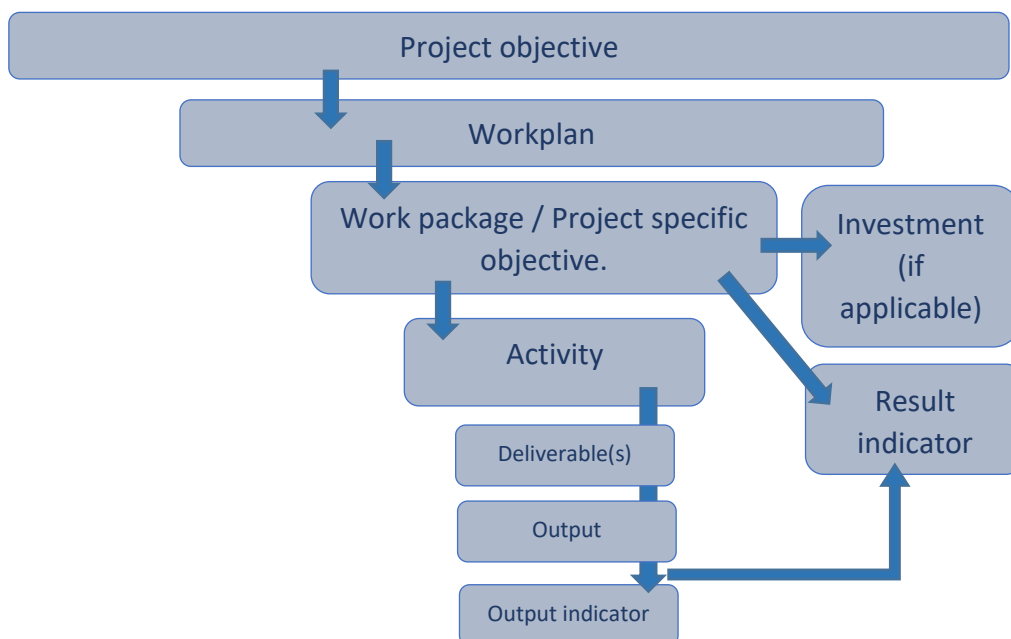 Project objective
Workplan
Work package / Project specific
objective.
Investment
(if
applicable)
Activity
Result
indicator
Deliverable(s)
Output
Output indicator